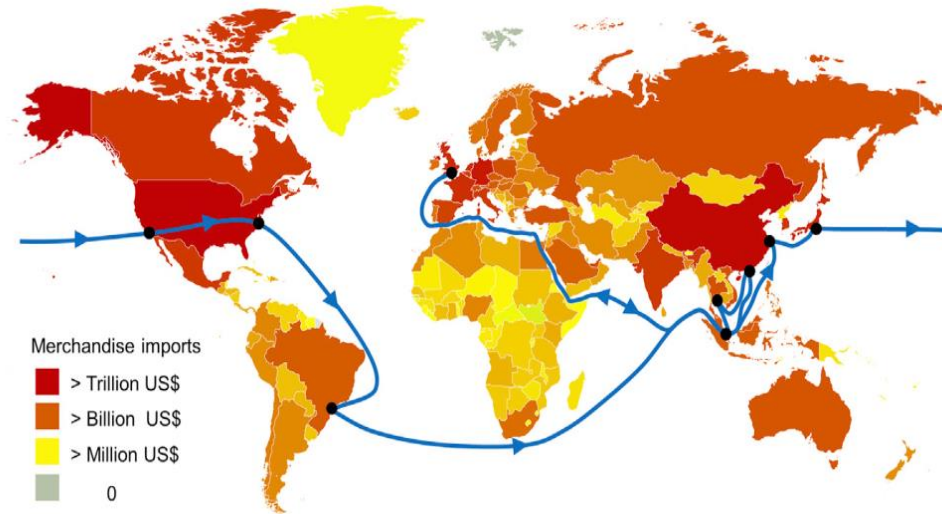 Merchandise imports
> Trillion US$
> Billion US$
> Million US$
0